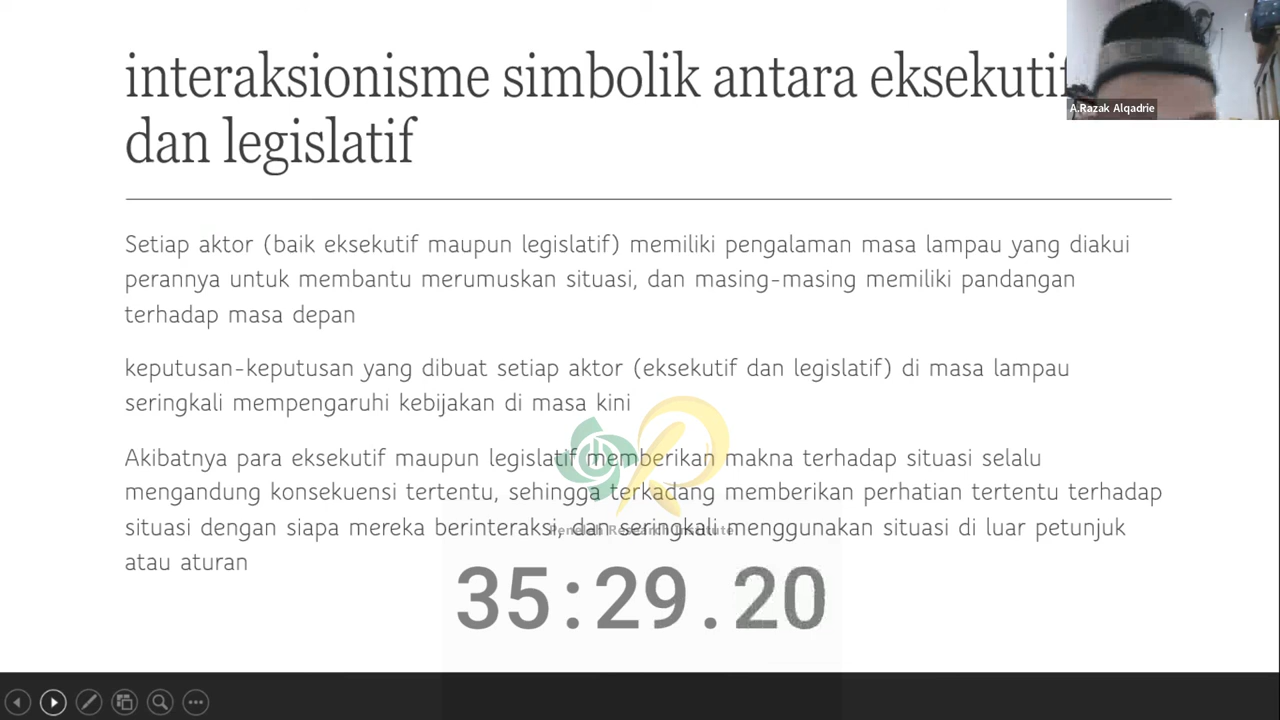 interaksionisme simbolik antara eksekutif
dan legislatif
A.Razak Alqadrie
Setiap aktor (baik eksekutif maupun legislatif) memiliki pengalaman masa lampau yang diakui
perannya untuk membantu merumuskan situasi, dan masing-masing memiliki pandangan
terhadap masa depan
keputusan-keputusan yang dibuat setiap aktor (eksekutif dan legislatif) di masa lampau
seringkali mempengaruhi kebijakan di masa kini
Akibatnya para eksekutif maupun legislatif memberikan makna terhadap situasi selalu
mengandung konsekuensi tertentu, sehingga terkadang memberikan perhatian tertentu terhadap
situasi dengan siapa mereka berinteraksi, dan seringkali menggunakan situasi di luar petunjuk
atau aturan
Peneleh Research Institute
35:29.20